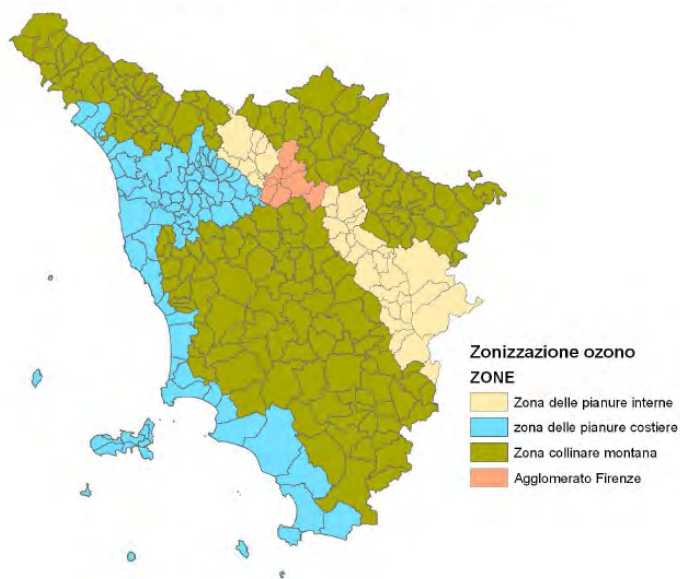 Zonizzazione ozono
ZONE
Zona delle pianure interne
zona delle pianure costiere
Zona collinare montana
Agglomerato Firenze